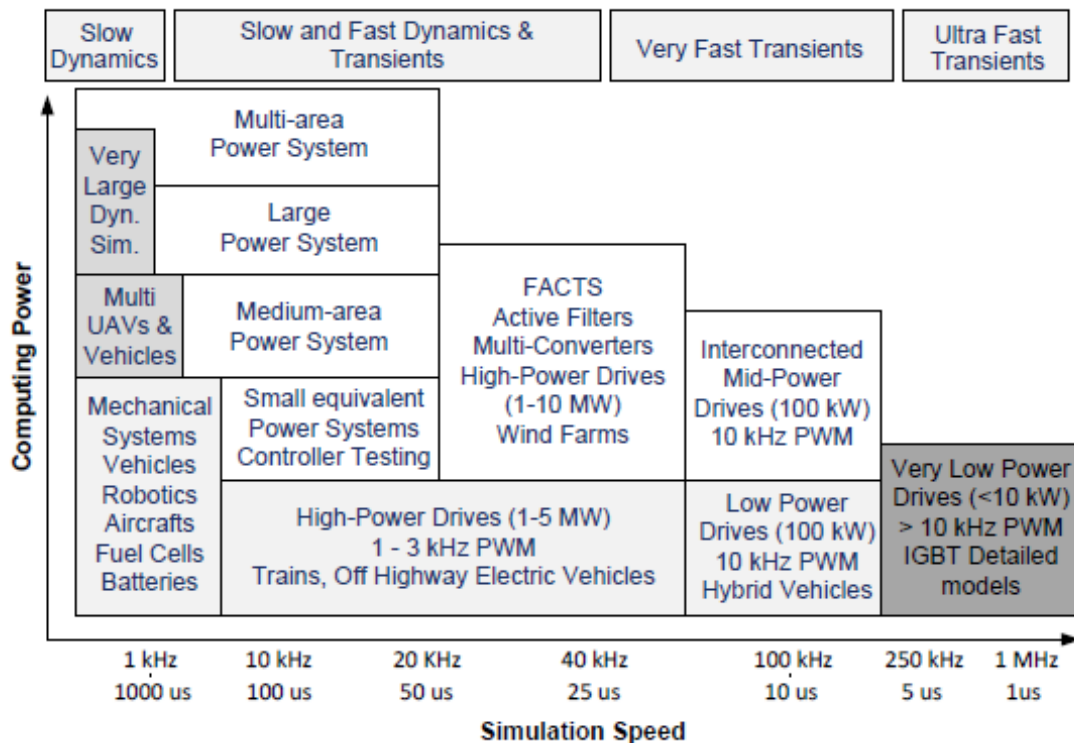 Slow
Dynamics
Slow and Fast Dynamics &
Transients
Very Fast Transients
Ultra Fast
Transients
Computing Power
Multi-area
Power System
Very
Large
Dyn.
Sim.
Large
Power System
Multi
UAVs &
Vehicles
Medium-area
Power System
FACTS
Active Filters
Multi-Converters
High-Power Drives
(1-10 MW)
Wind Farms
Interconnected
Mid-Power
Drives (100 kW)
10 kHz PWM
Mechanical
Systems
Vehicles
Robotics
Aircrafts
Fuel Cells
Batteries
Small equivalent
Power Systems
Controller Testing
High-Power Drives (1-5 MW)
1 - 3 kHz PWM
Trains, Off Highway Electric Vehicles
Low Power
Drives (100 kW)
10 kHz PWM
Hybrid Vehicles
Very Low Power
Drives (<10 kW)
> 10 kHz PWM
IGBT Detailed
models
1 kHz 10 kHz 20 KHz 40 kHz 100 kHz 250 kHz 1 MHz
1000 us 100 us 50 us 25 us 10 us 5 us 1us
Simulation Speed